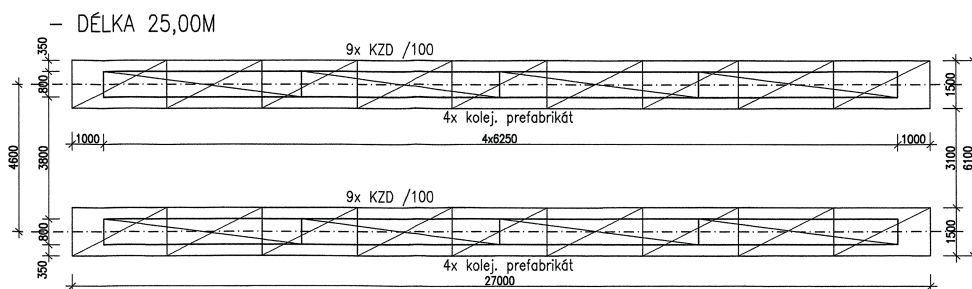 – DÉLKA 25,00M
9x KZD /100
350
800
1500
4x kolej. prefabrikát
1000
4x6250
1000
4600
3800
3100
6100
9x KZD /100
800
1500
350
4x kolej. prefabrikát
27000